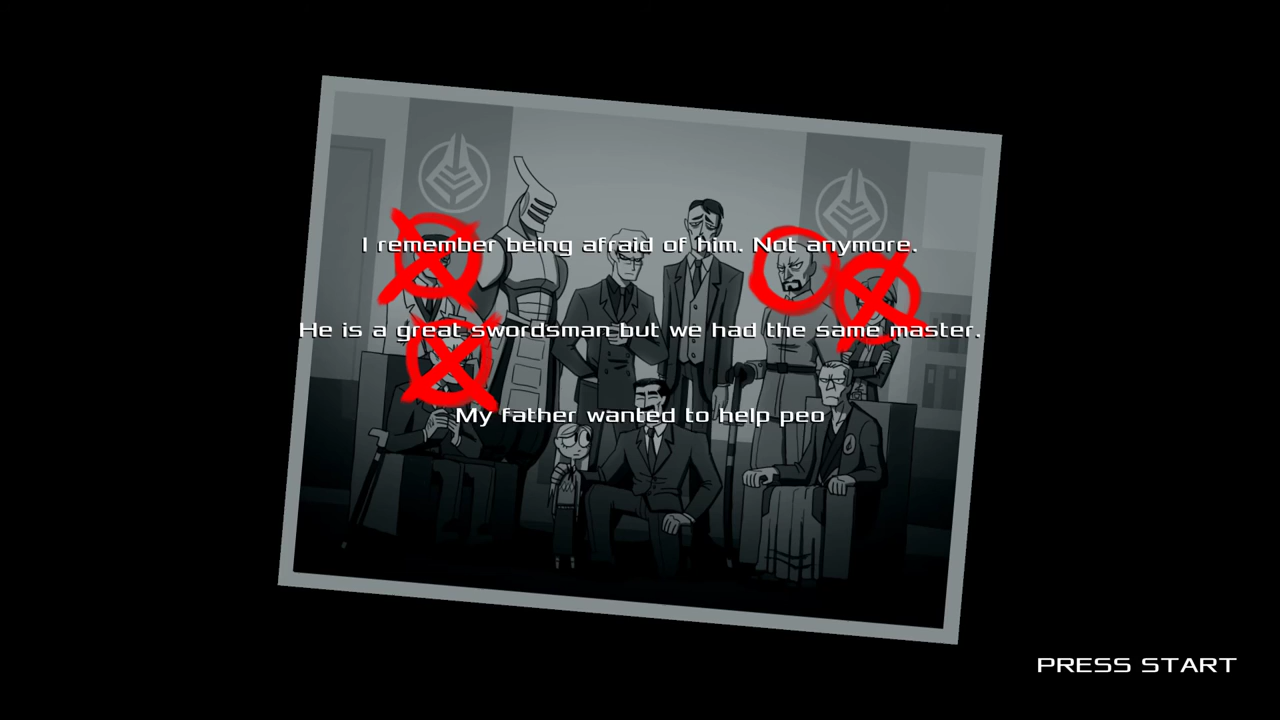 I remember being afraid of him. Not anymore.
He is a great swordsman but we had the same master.
My father wanted to help peo
PRESS START